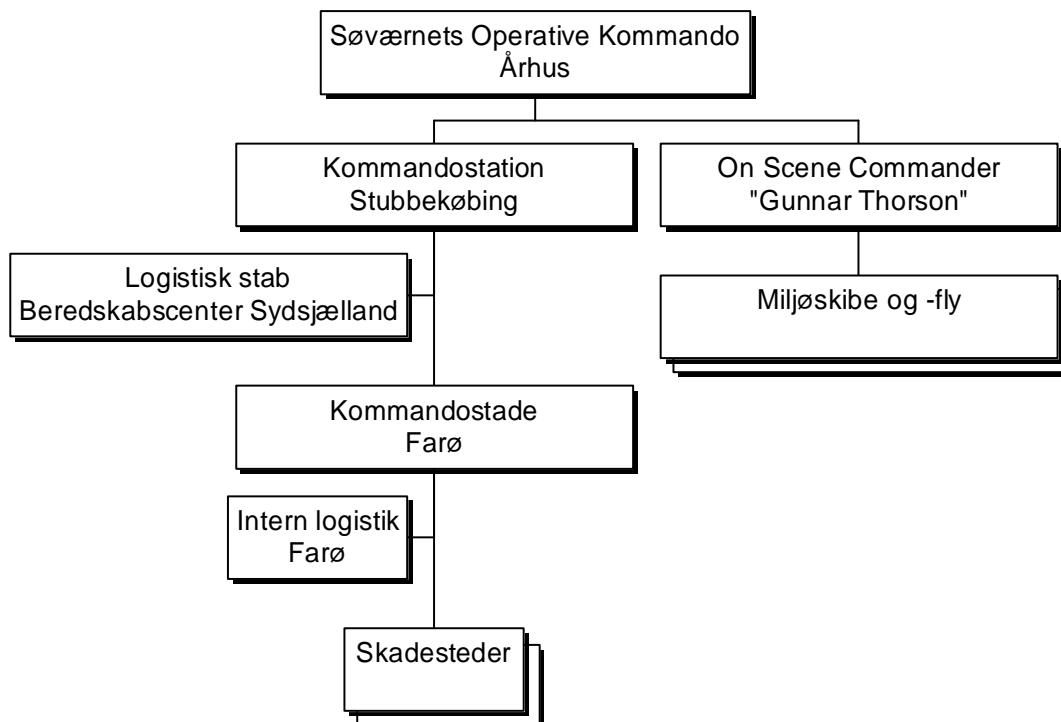 Søværnets Operative Kommando
Århus
Kommandostation
Stubbekøbing
On Scene Commander
"Gunnar Thorson"
Logistisk stab
Beredskabscenter Sydsjælland
Miljøskibe og -fly
Kommandostade
Farø
Intern logistik
Farø
Skadesteder